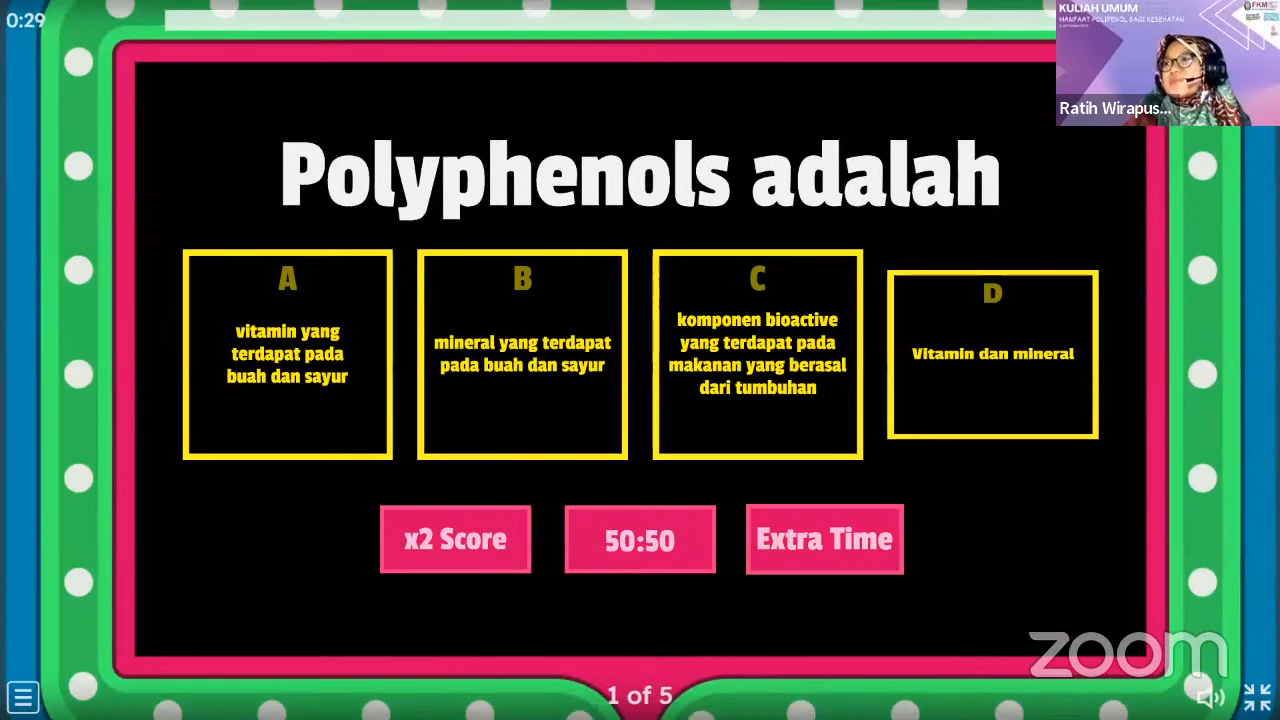 0:29
KULIAH UMUM
MANFAAT POLIFENOL BAGI KESEHATAN
FKM
Ratih Wirapus...
Polyphenols adalah
A
vitamin yang
terdapat pada
buah dan sayur
B
mineral yang terdapat
pada buah dan sayur
C
komponen bioactive
yang terdapat pada
makanan yang berasal
dari tumbuhan
D
Vitamin dan mineral
x2 Score
50:50
Extra Time
zoom
1 of 5